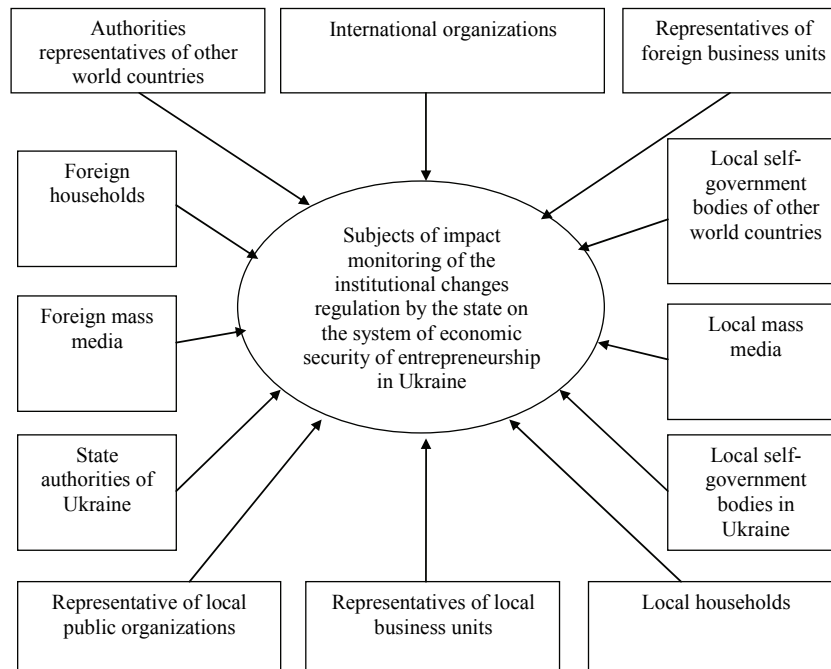 Authorities
representatives of other
world countries
International organizations
Representatives of
foreign business units
Foreign
households
Local self-
government
bodies of other
world countries
Subjects of impact
monitoring of the
institutional changes
regulation by the state on
the system of economic
security of entrepreneurship
in Ukraine
Foreign mass
media
Local mass
media
State
authorities of
Ukraine
Local self-
government
bodies in
Ukraine
Representative of local
public organizations
Representatives of local
business units
Local households